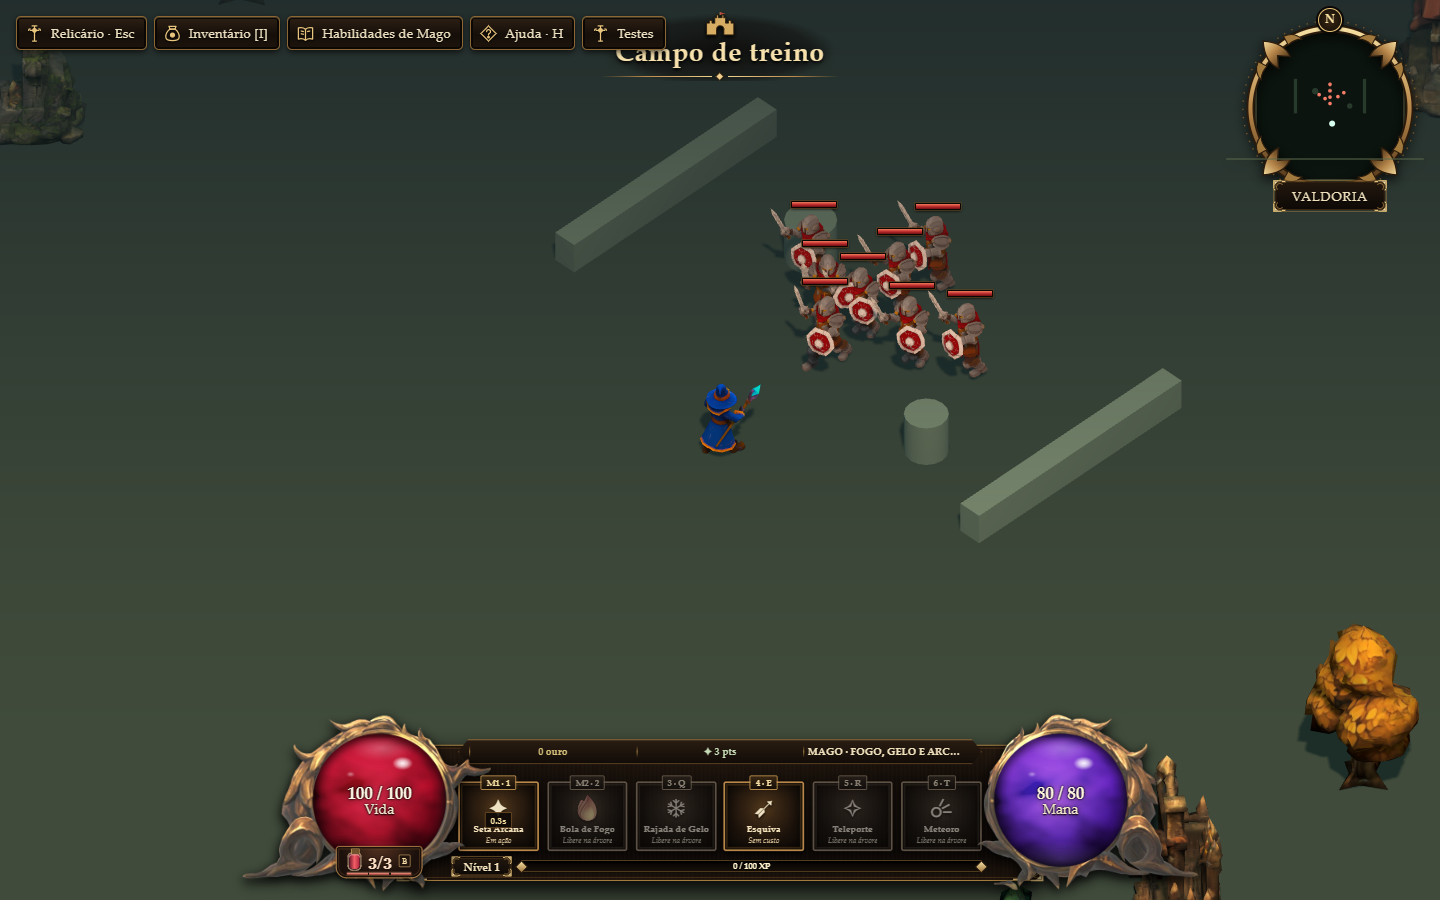 Relicário · Esc
Inventário [I]
Habilidades de Mago
Ajuda · H
Testes
Campo de treino
N
VALDORIA
0 ouro
3 pts
MAGO · FOGO, GELO E ARC...
100 / 100
Vida
80 / 80
Mana
M1 · 1
0.3s
Seta Arcana
Em ação
M2 · 2
Bola de Fogo
Libere na árvore
3 · Q
Rajada de Gelo
Libere na árvore
4 · E
Esquiva
Sem custo
5 · R
Teleporte
Libere na árvore
6 · T
Meteoro
Libere na árvore
3/3
B
Nível 1
0 / 100 XP